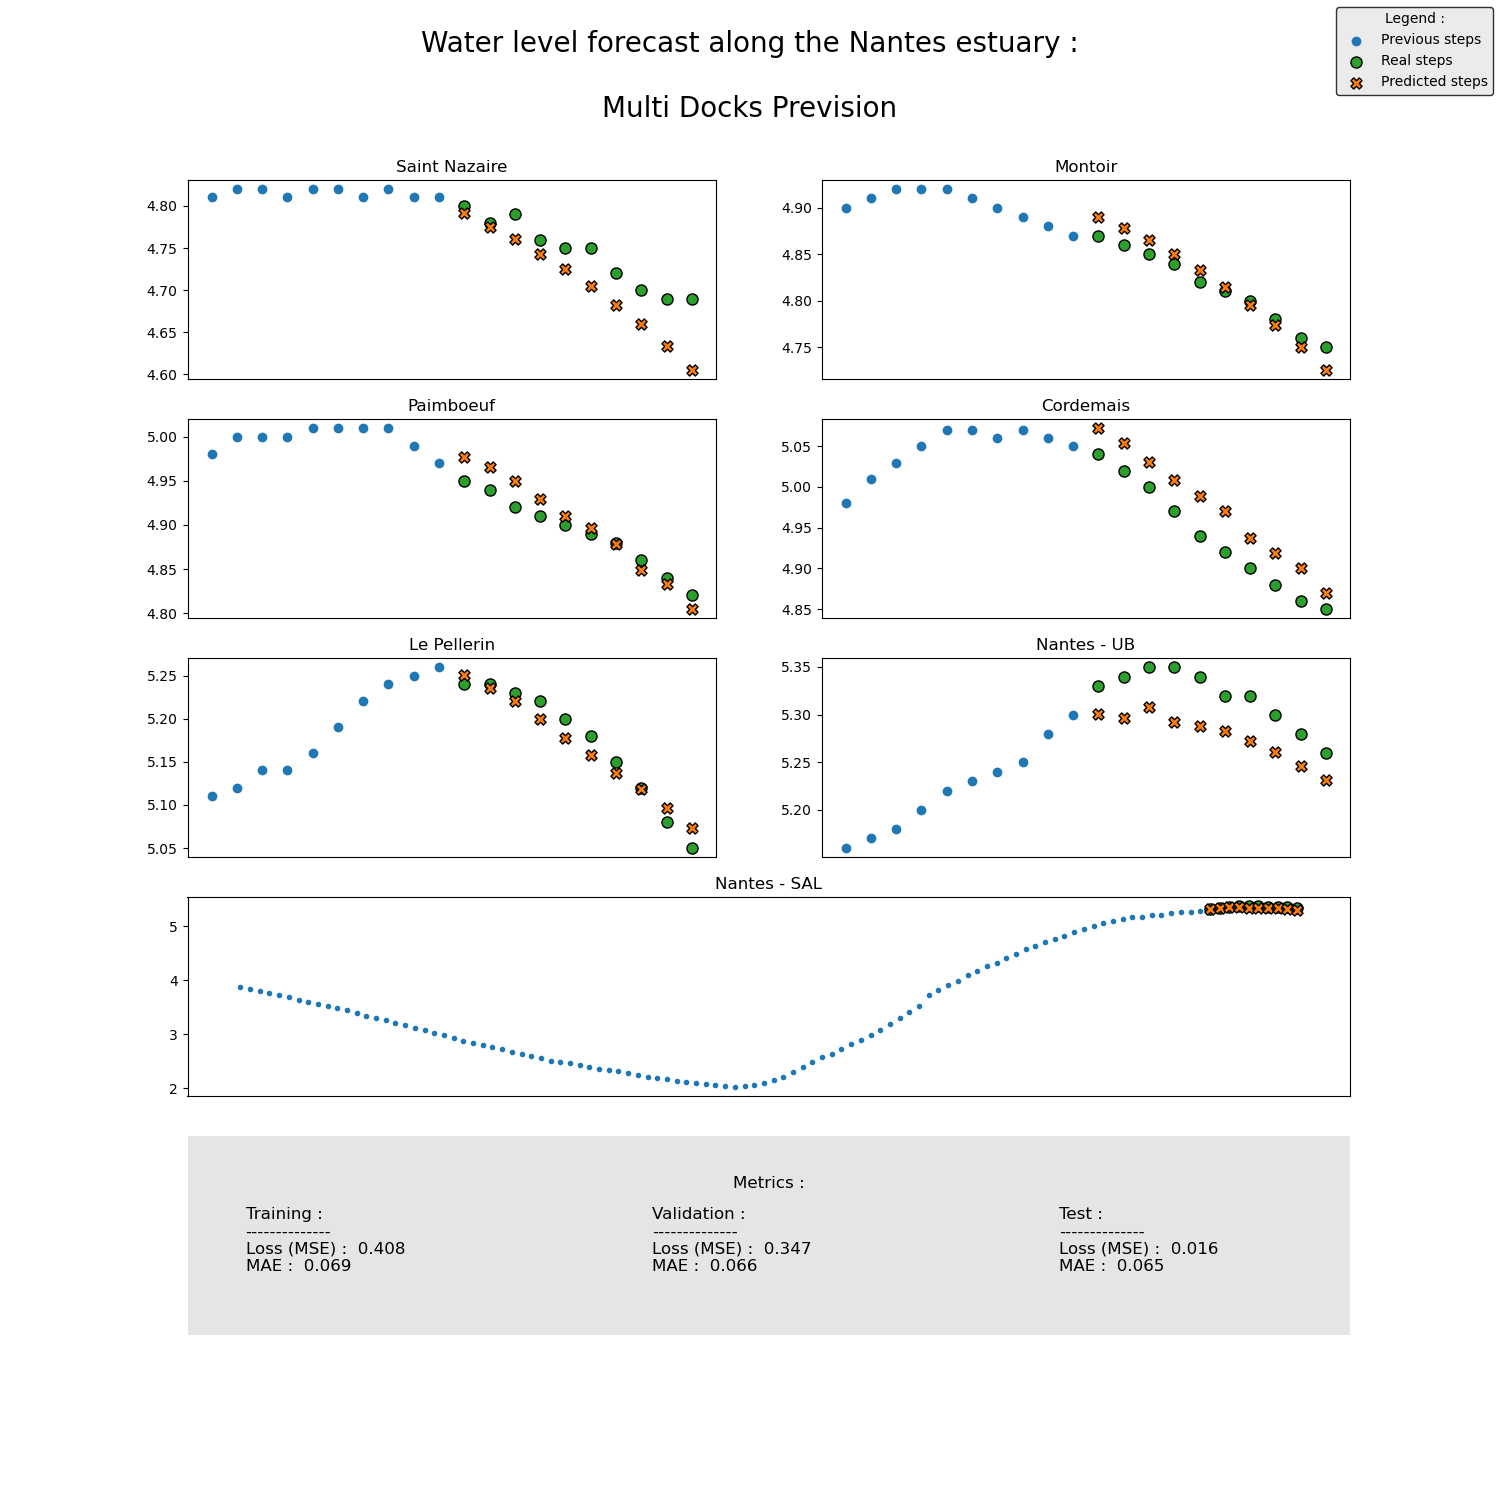 Water level forecast along the Nantes estuary :
Multi Docks Prevision
Legend :
Previous steps
Real steps
Predicted steps
Saint Nazaire
4.80
4.75
4.70
4.65
4.60
Montoir
4.90
4.85
4.80
4.75
Paimboeuf
5.00
4.95
4.90
4.85
4.80
Cordemais
5.05
5.00
4.95
4.90
4.85
Le Pellerin
5.25
5.20
5.15
5.10
5.05
Nantes - UB
5.35
5.30
5.25
5.20
Nantes - SAL
5
4
3
2
Metrics :
Training :
--------------
Loss (MSE) :  0.408
MAE :  0.069
Validation :
--------------
Loss (MSE) :  0.347
MAE :  0.066
Test :
--------------
Loss (MSE) :  0.016
MAE :  0.065